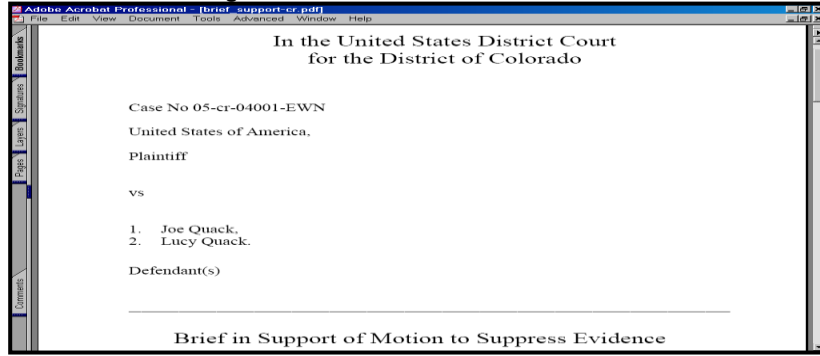 Adobe Acrobat Professional - [brief_support-cr.pdf]
File Edit View Document Tools Advanced Window Help
Bookmarks
Signatures
Layers
Pages
Comments
In the United States District Court
for the District of Colorado
Case No 05-cr-04001-EWN
United States of America,
Plaintiff
vs
1. Joe Quack,
2. Lucy Quack.
Defendant(s)
Brief in Support of Motion to Suppress Evidence